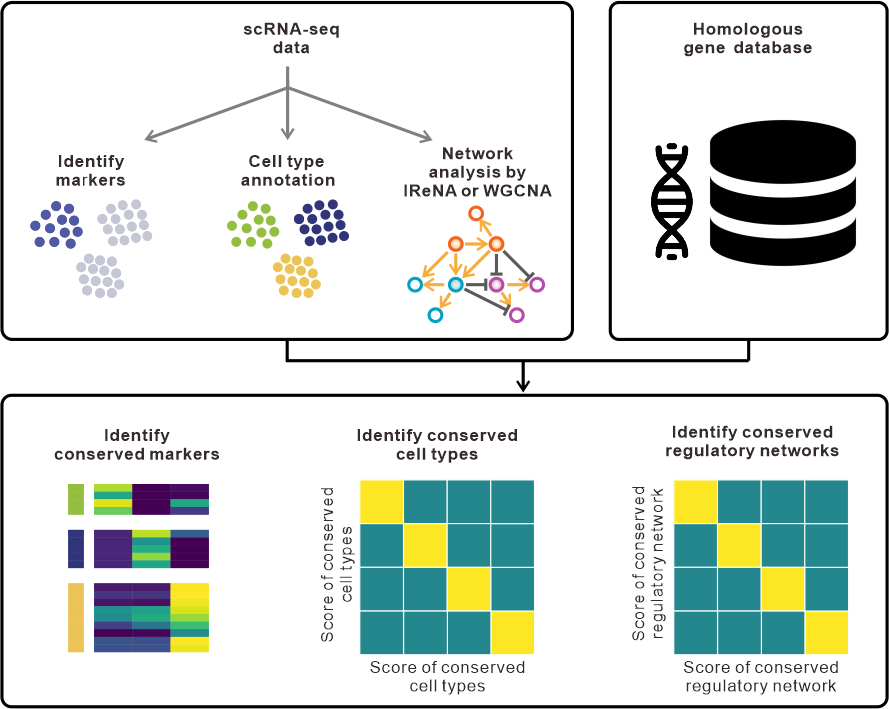 scRNA-seq
data
Identify
markers
Cell type
annotation
Network
analysis by
IReNA or WGCNA
Homologous
gene database
Identify
conserved markers
Identify conserved
cell types
Score of conserved
cell types
Score of conserved
cell types
Identify conserved
regulatory networks
Score of conserved
regulatory network
Score of conserved
regulatory network